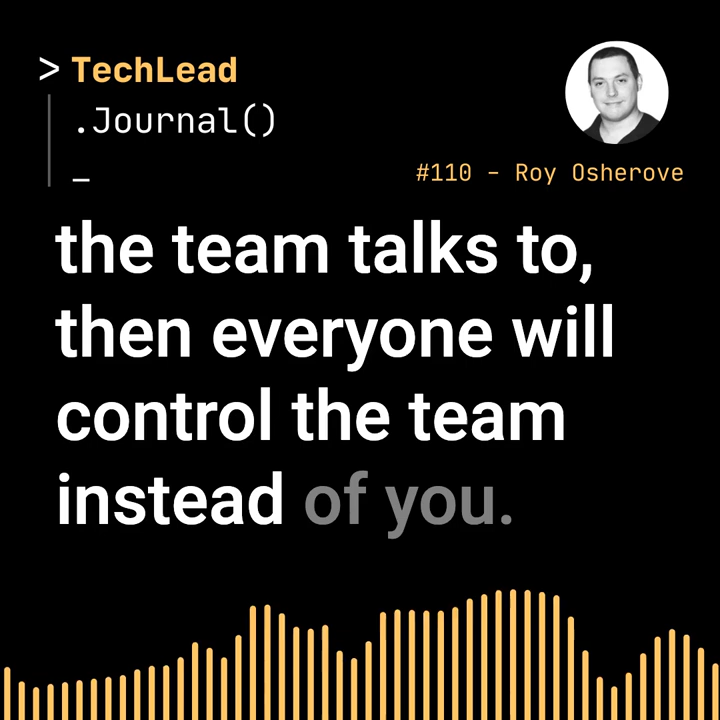 > TechLead
.Journal()
_
#110 - Roy Osherove
the team talks to,
then everyone will
control the team
instead of you.